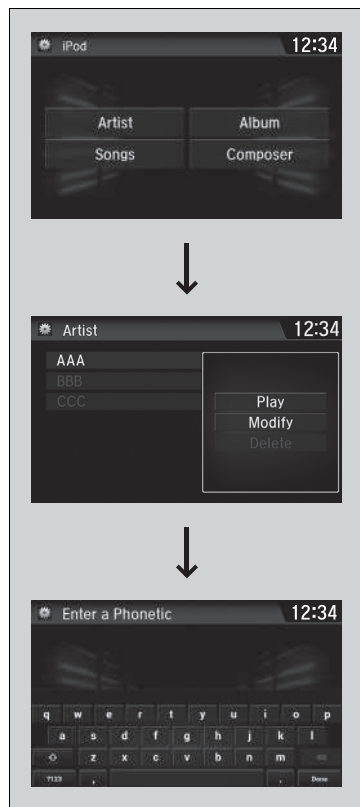 iPod 12:34
Artist Album
Songs Composer
Artist 12:34
AAA
BBB
CCC
Play
Modify
Delete
Enter a Phonetic 12:34
q w e r t y u i o p
a s d f g h j k l
z x c v b n m
?123 , . Done